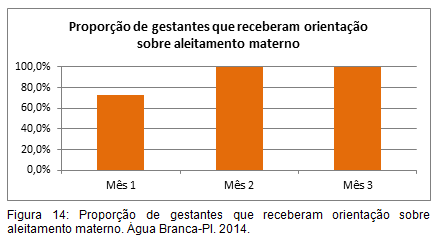 Proporção de gestantes que receberam orientação
sobre aleitamento materno
100,0%
80,0%
60,0%
40,0%
20,0%
0,0%
Mês 1
Mês 2
Mês 3
Figura 14: Proporção de gestantes que receberam orientação sobre
aleitamento materno. Água Branca-PI. 2014.